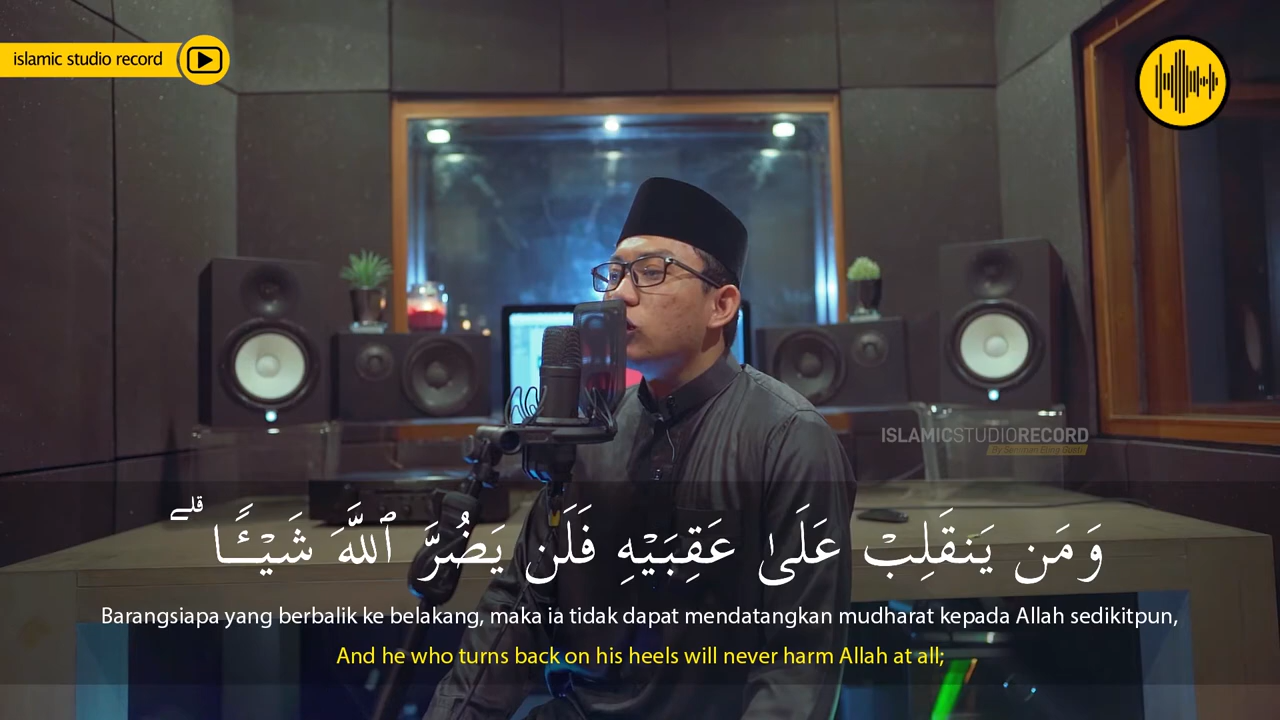 islamic studio record
ISLAMICSTUDIORECORD
وَمَن يَنقَلِبْ عَلَىٰ عَقِبَيْهِ فَلَن يَضُرَّ ٱللَّهَ شَيْـًٔا ۗ
Barangsiapa yang berbalik ke belakang, maka ia tidak dapat mendatangkan mudharat kepada Allah sedikitpun,
And he who turns back on his heels will never harm Allah at all;